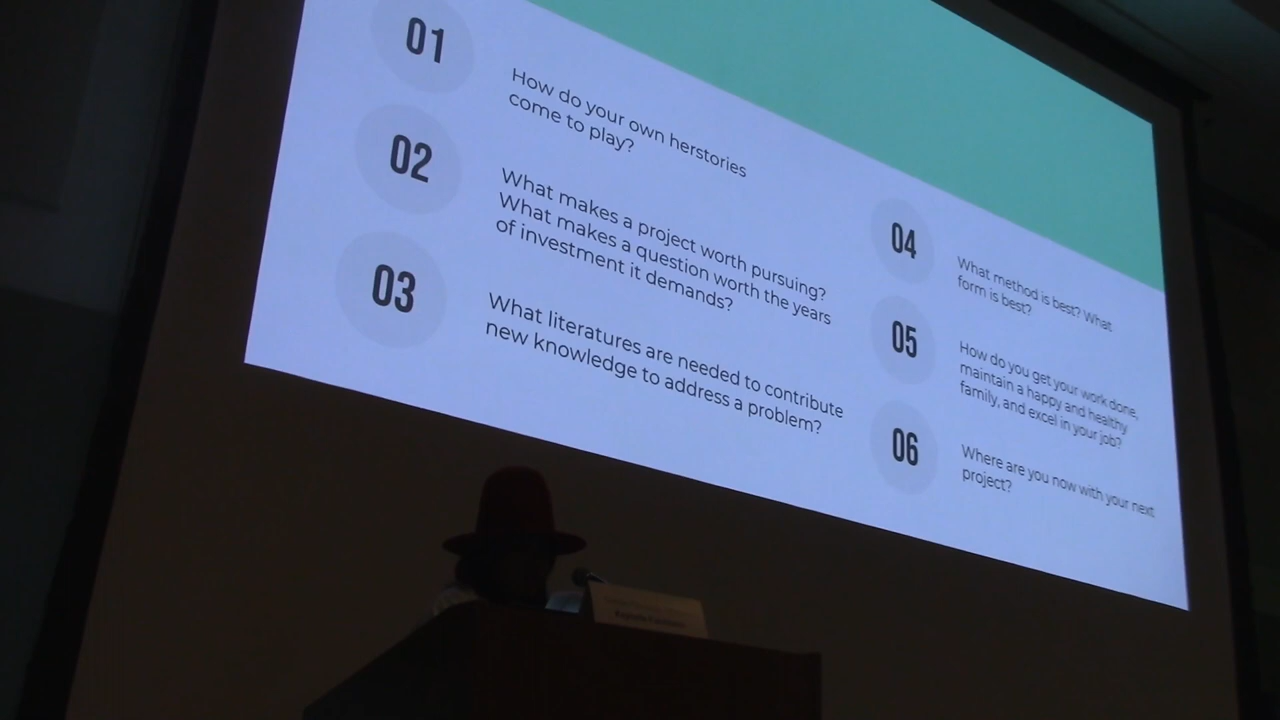 01
How do your own herstories
come to play?
02
What makes a project worth pursuing?
What makes a question worth the years
of investment it demands?
03
What literatures are needed to contribute
new knowledge to address a problem?
04
What method is best? What
form is best?
05
How do you get your work done,
maintain a happy and healthy
family, and excel in your job?
06
Where are you now with your next
project?